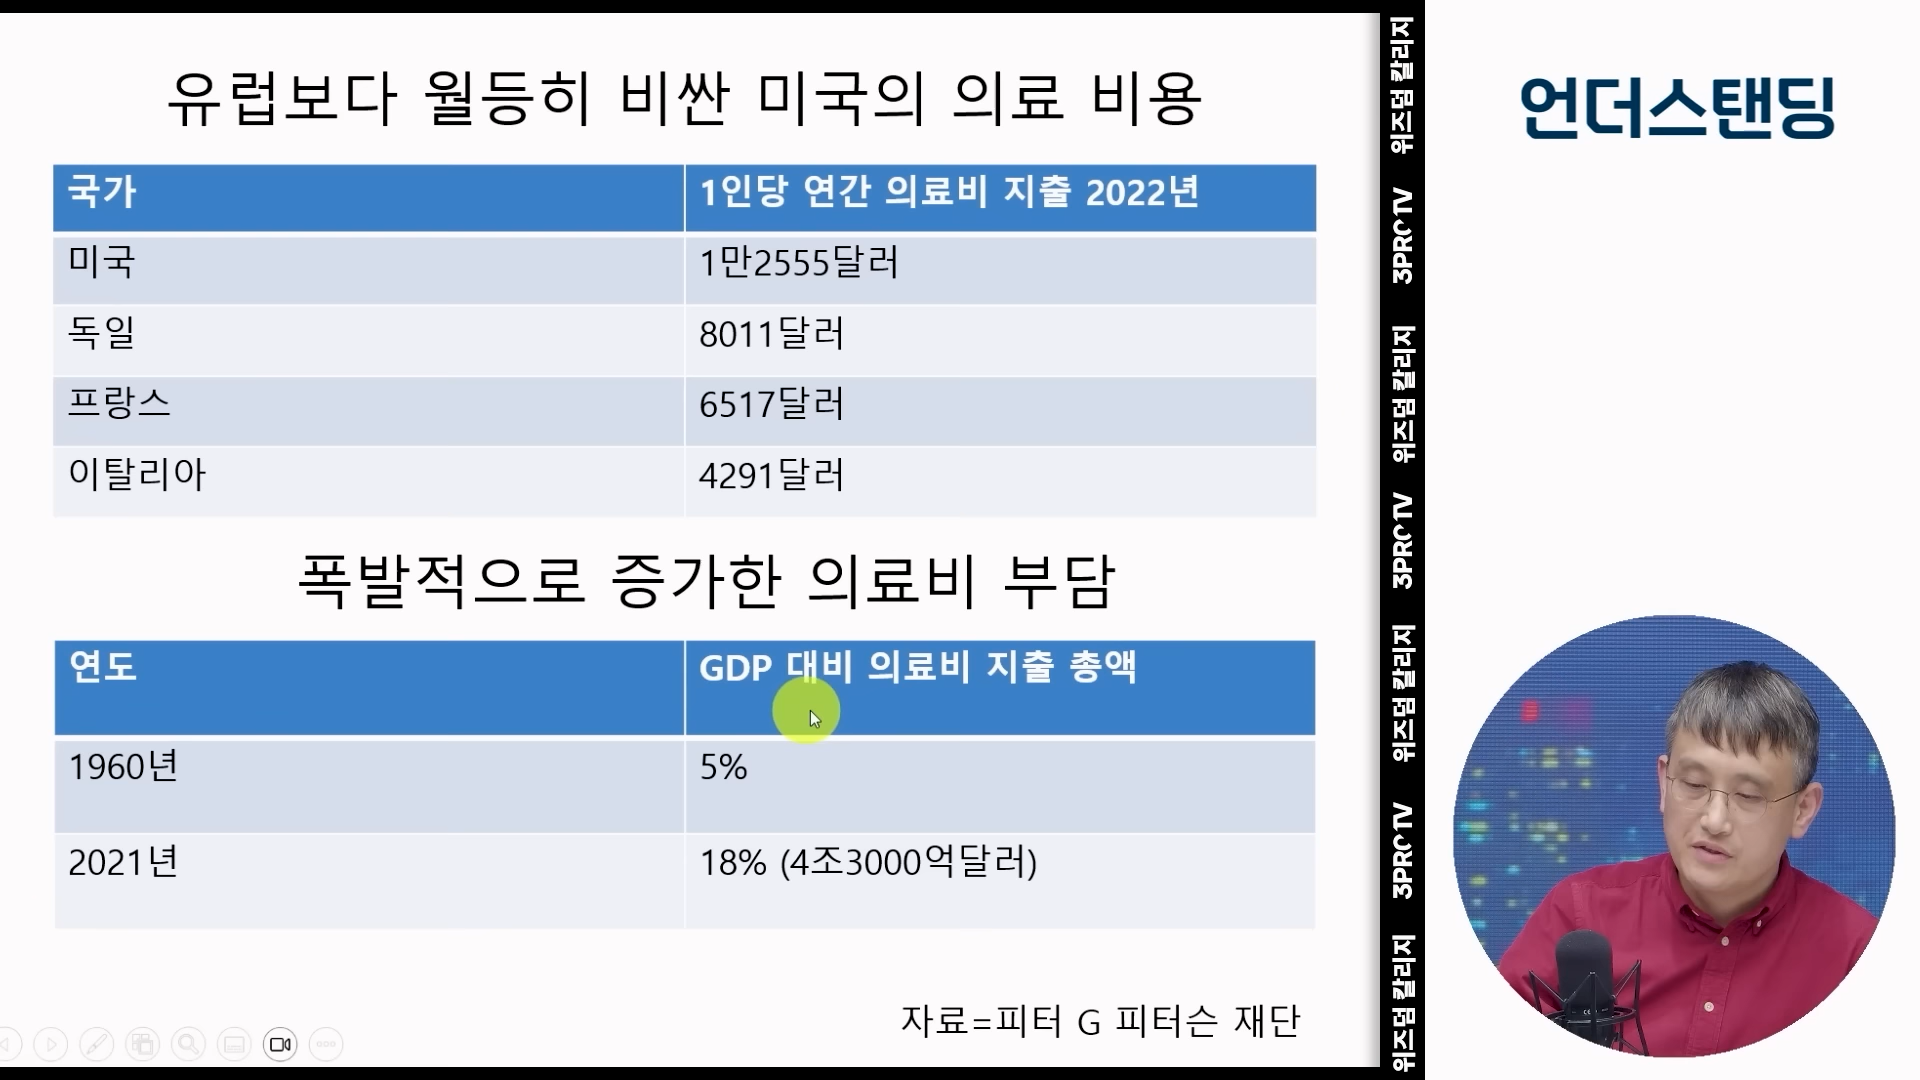 유럽보다 월등히 비싼 미국의 의료 비용
국가 1인당 연간 의료비 지출 2022년
미국 1만2555달러
독일 8011달러
프랑스 6517달러
이탈리아 4291달러
폭발적으로 증가한 의료비 부담
연도 GDP 대비 의료비 지출 총액
1960년 5%
2021년 18% (4조3000억달러)
자료=피터 G 피터슨 재단
위즈덤 칼리지
3PROTV
위즈덤 칼리지
3PROTV
위즈덤 칼리지
3PROTV
위즈덤 칼리지
언더스탠딩